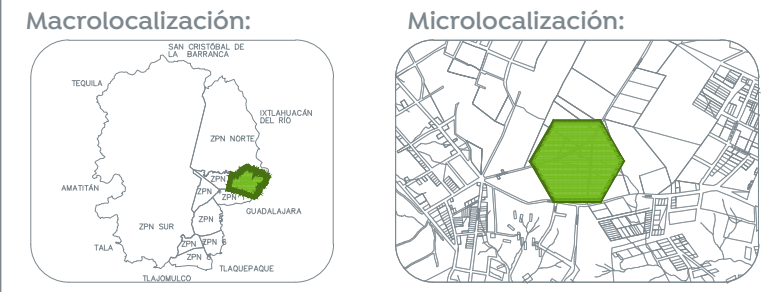 Macrolocalización:
Microlocalización:
SAN CRISTÓBAL DE
LA BARRANCA
TEQUILA
IXTLAHUACÁN
DEL RÍO
ZPN NORTE
ZPN
AMATITÁN
ZPN
ZPN
GUADALAJARA
ZPN
ZPN SUR
ZPN
ZPN 6
TALA
ZPN
TLAQUEPAQUE
TLAJOMULCO